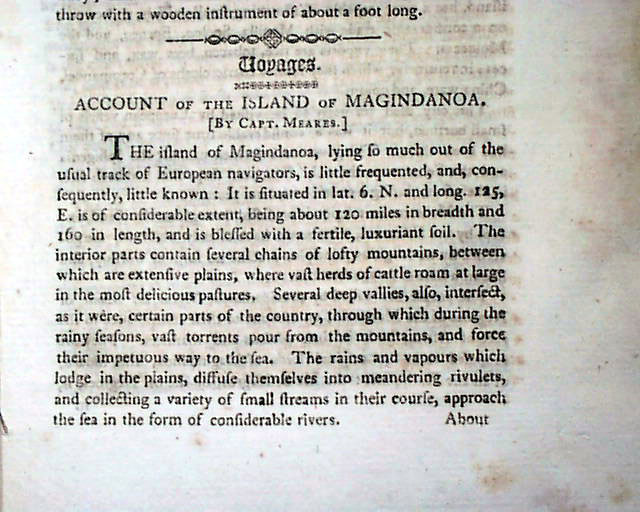 throw with a wooden inſtrument of about a foot long.
Voyages.
ACCOUNT OF THE ISLAND OF MAGINDANOA.
[BY CAPT. MEARES.]
THE iſland of Magindanoa, lying ſo much out of the
uſual track of European navigators, is little frequented, and, con-
ſequently, little known : It is ſituated in lat. 6. N. and long. 125,
E. is of conſiderable extent, being about 120 miles in breadth and
160 in length, and is bleſſed with a fertile, luxuriant ſoil. The
interior parts contain ſeveral chains of lofty mountains, between
which are extenſive plains, where vaſt herds of cattle roam at large
in the moſt delicious paſtures. Several deep vallies, alſo, interſect,
as it were, certain parts of the country, through which during the
rainy ſeaſons, vaſt torrents pour from the mountains, and force
their impetuous way to the ſea. The rains and vapours which
lodge in the plains, diffuſe themſelves into meandering rivulets,
and collecting a variety of ſmall ſtreams in their courſe, approach
the ſea in the form of conſiderable rivers. About